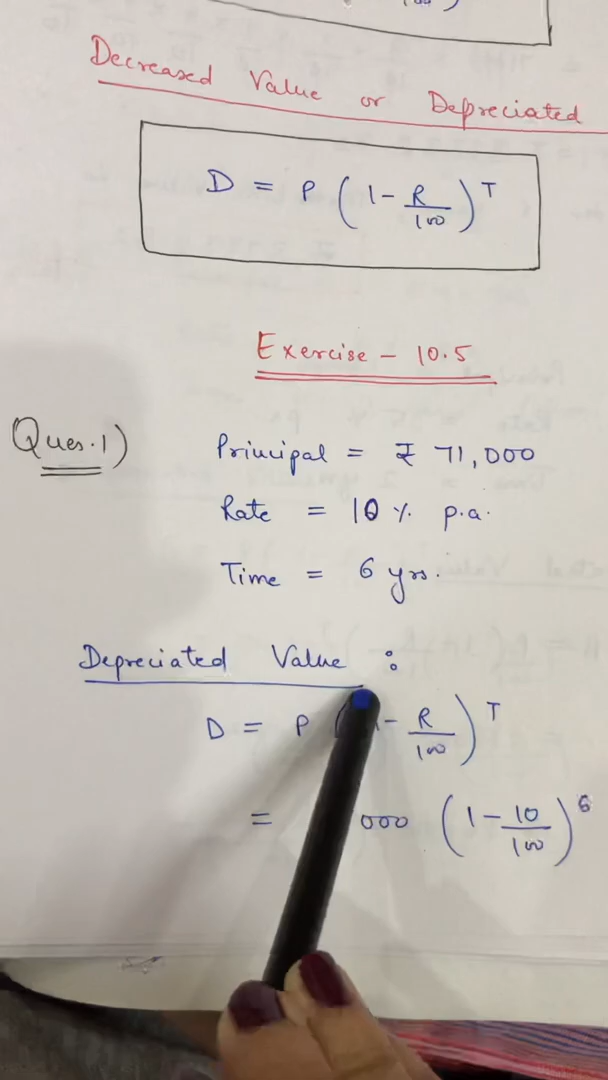 Decreased Value or Depreciated
D = P (1 - R/100)^T
Exercise - 10.5
Ques.1)
Principal = ₹ 71,000
Rate = 10 % p.a.
Time = 6 yrs.
Depreciated Value :
D = P ( - R/100)^T
= 000 (1 - 10/100)^6